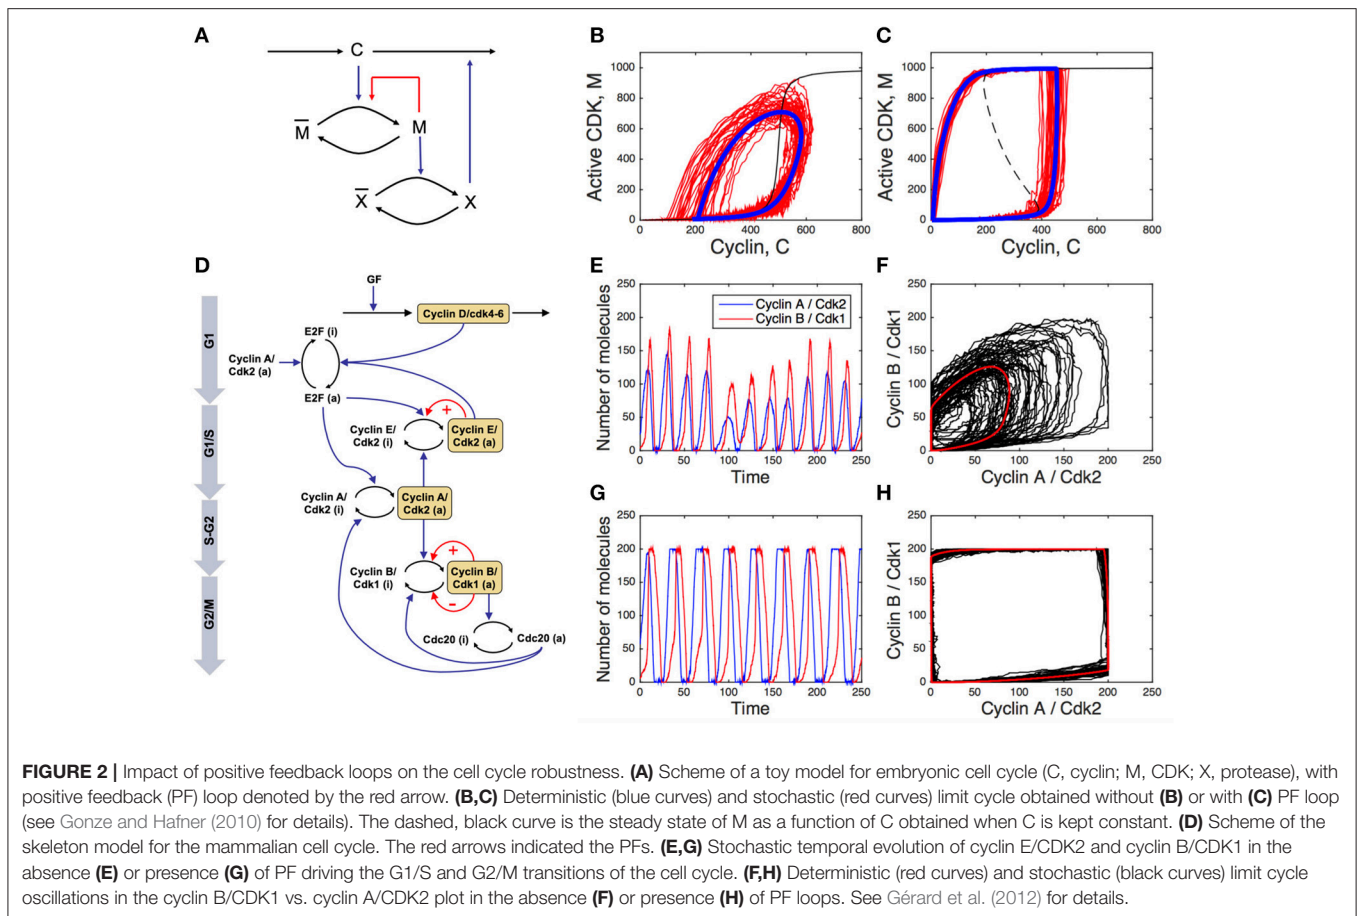 A
C
M
M
X
X
B
1000
800
600
400
200
0
0 200 400 600 800
Active CDK, M
Cyclin, C
C
1000
800
600
400
200
0
0 200 400 600 800
Active CDK, M
Cyclin, C
D
G1
G1/S
S-G2
G2/M
GF
Cyclin D/cdk4-6
E2F (i)
Cyclin A/
Cdk2 (a)
E2F (a)
+
Cyclin E/
Cdk2 (i)
Cyclin E/
Cdk2 (a)
Cyclin A/
Cdk2 (i)
Cyclin A/
Cdk2 (a)
+
Cyclin B/
Cdk1 (i)
Cyclin B/
Cdk1 (a)
-
Cdc20 (i)
Cdc20 (a)
E
250
200
150
100
50
0
0 50 100 150 200 250
Number of molecules
Time
Cyclin A / Cdk2
Cyclin B / Cdk1
F
250
200
150
100
50
0
0 50 100 150 200 250
Cyclin B / Cdk1
Cyclin A / Cdk2
G
250
200
150
100
50
0
0 50 100 150 200 250
Number of molecules
Time
H
250
200
150
100
50
0
0 50 100 150 200 250
Cyclin B / Cdk1
Cyclin A / Cdk2
FIGURE 2 | Impact of positive feedback loops on the cell cycle robustness. (A) Scheme of a toy model for embryonic cell cycle (C, cyclin; M, CDK; X, protease), with
positive feedback (PF) loop denoted by the red arrow. (B,C) Deterministic (blue curves) and stochastic (red curves) limit cycle obtained without (B) or with (C) PF loop
(see Gonze and Hafner (2010) for details). The dashed, black curve is the steady state of M as a function of C obtained when C is kept constant. (D) Scheme of the
skeleton model for the mammalian cell cycle. The red arrows indicated the PFs. (E,G) Stochastic temporal evolution of cyclin E/CDK2 and cyclin B/CDK1 in the
absence (E) or presence (G) of PF driving the G1/S and G2/M transitions of the cell cycle. (F,H) Deterministic (red curves) and stochastic (black curves) limit cycle
oscillations in the cyclin B/CDK1 vs. cyclin A/CDK2 plot in the absence (F) or presence (H) of PF loops. See Gérard et al. (2012) for details.